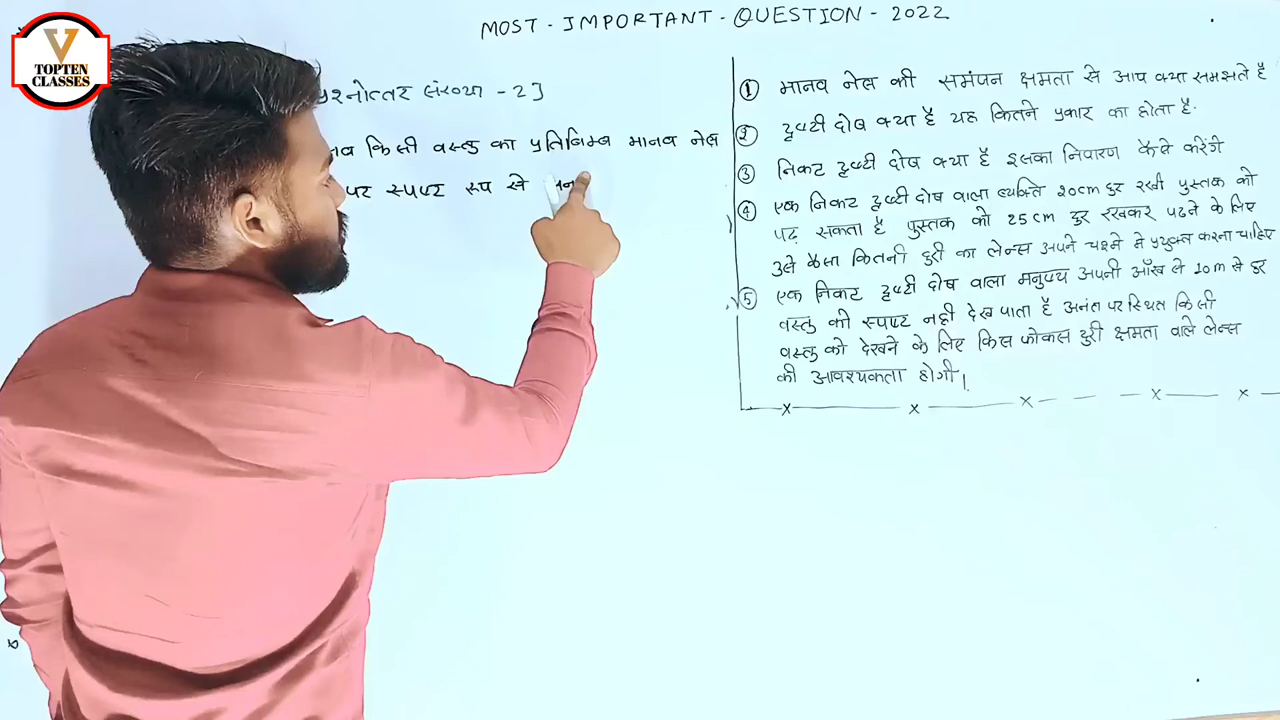 V
TOPTEN
CLASSES
MOST - IMPORTANT - QUESTION - 2022
प्रश्नोत्तर संख्या - 2]
किसी वस्तु का प्रतिबिम्ब मानव नेत्र
पर स्पष्ट रूप से
① मानव नेत्र की समंजन क्षमता से आप क्या समझते है
② दृष्टी दोष क्या है यह कितने प्रकार का होता है.
③ निकट दृष्टी दोष क्या है इसका निवारण कैसे करेंगे
④ एक निकट दृष्टी दोष वाला व्यक्ति 20cm दुर रखी पुस्तक को
पढ़ सकता है पुस्तक को 25cm दुर रखकर पढने के लिए
उसे कैसा कितनी दुरी का लेन्स अपने चश्मे मे प्रयुक्त करना चाहिए
⑤ एक निकट दृष्टी दोष वाला मनुष्य अपनी आँख से 10m से दुर
वस्तु को स्पष्ट नही देख पाता है अनंत पर स्थित किसी
वस्तु को देखने के लिए किस फोकस दुरी क्षमता वाले लेन्स
की आवश्यकता होगी।